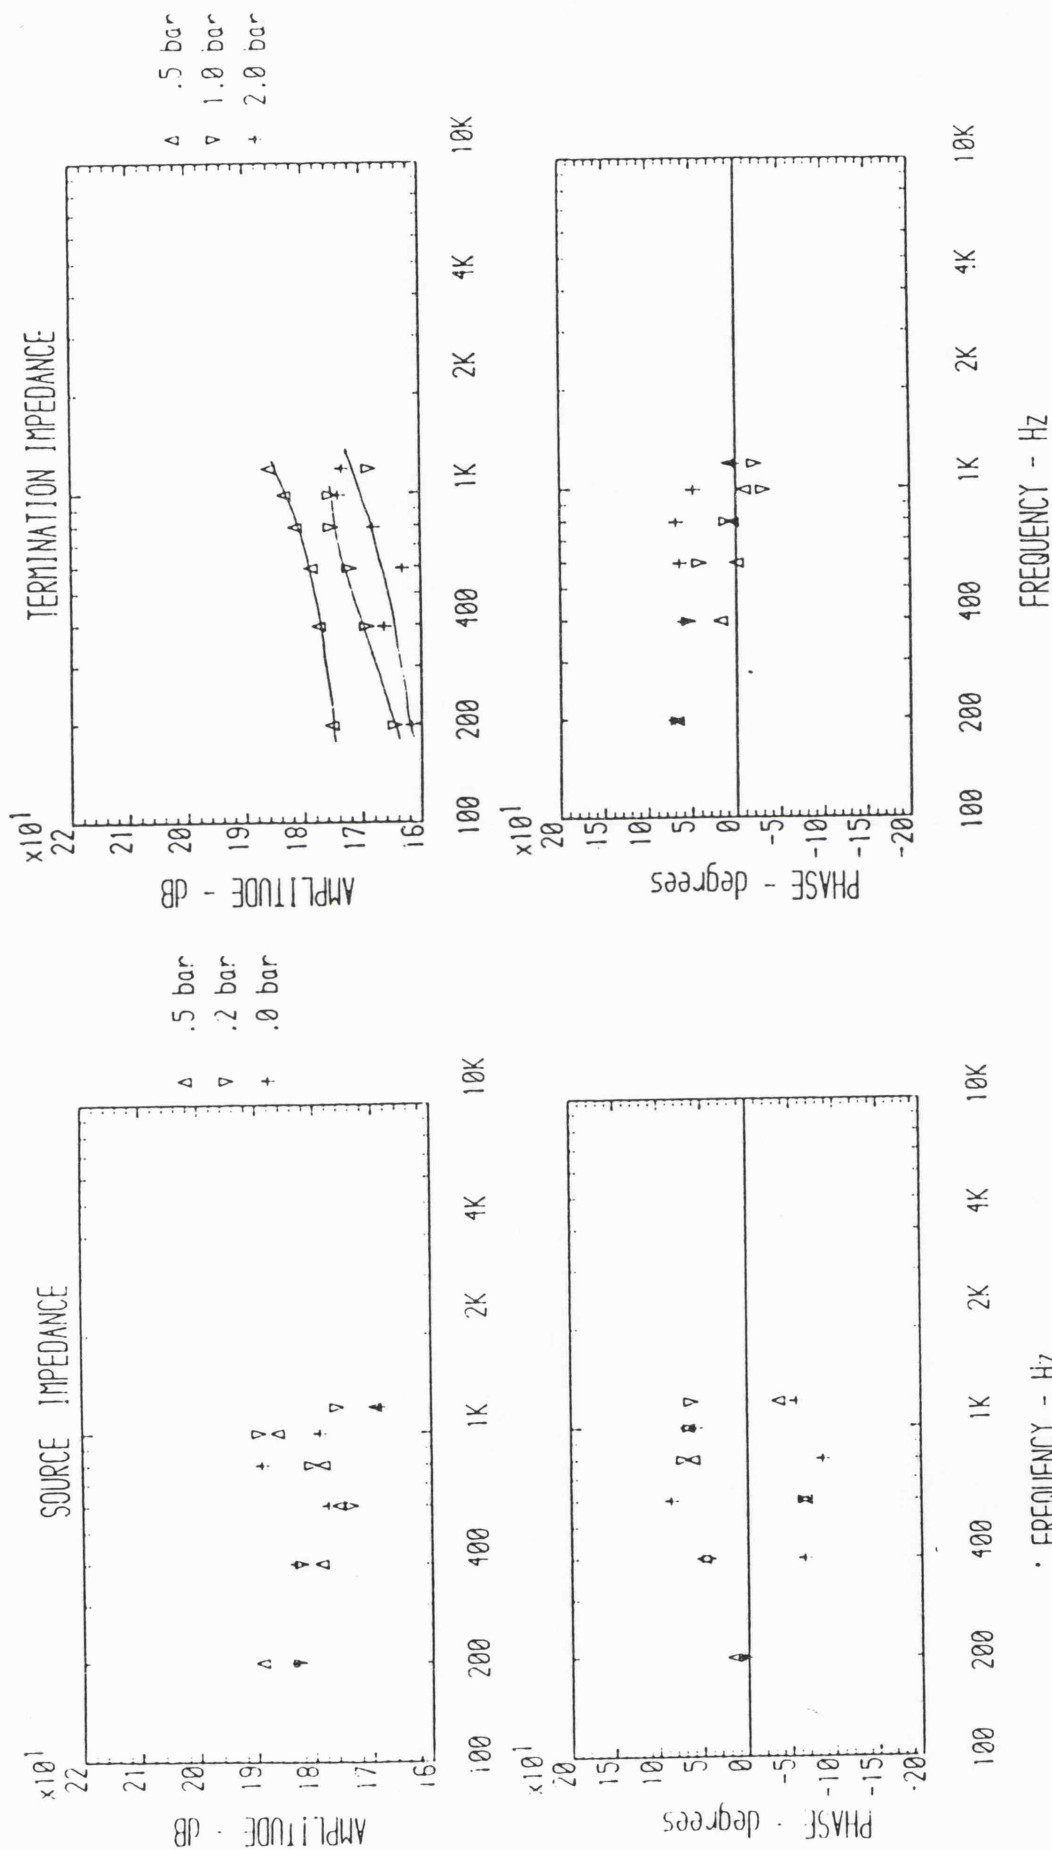 SOURCE IMPEDANCE
x10¹
22
21
20
19
18
17
16
AMPLITUDE - dB
100
200
400
1K
2K
4K
10K
△ .5 bar
▽ .2 bar
+ .0 bar
x10¹
20
15
10
5
0
-5
-10
-15
-20
PHASE - degrees
100
200
400
1K
2K
4K
10K
FREQUENCY - Hz
TERMINATION IMPEDANCE
x10¹
22
21
20
19
18
17
16
AMPLITUDE - dB
100
200
400
1K
2K
4K
10K
△ .5 bar
▽ 1.0 bar
+ 2.0 bar
x10¹
20
15
10
5
0
-5
-10
-15
-20
PHASE - degrees
100
200
400
1K
2K
4K
10K
FREQUENCY - Hz